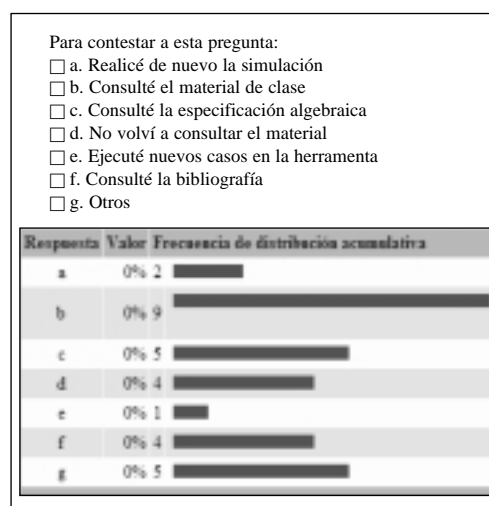 Para contestar a esta pregunta:
☐ a. Realicé de nuevo la simulación
☐ b. Consulté el material de clase
☐ c. Consulté la especificación algebraica
☐ d. No volví a consultar el material
☐ e. Ejecuté nuevos casos en la herramenta
☐ f. Consulté la bibliografía
☐ g. Otros
Respuesta Valor Frecuencia de distribución acumulativa
a 0% 2
b 0% 9
c 0% 5
d 0% 4
e 0% 1
f 0% 4
g 0% 5